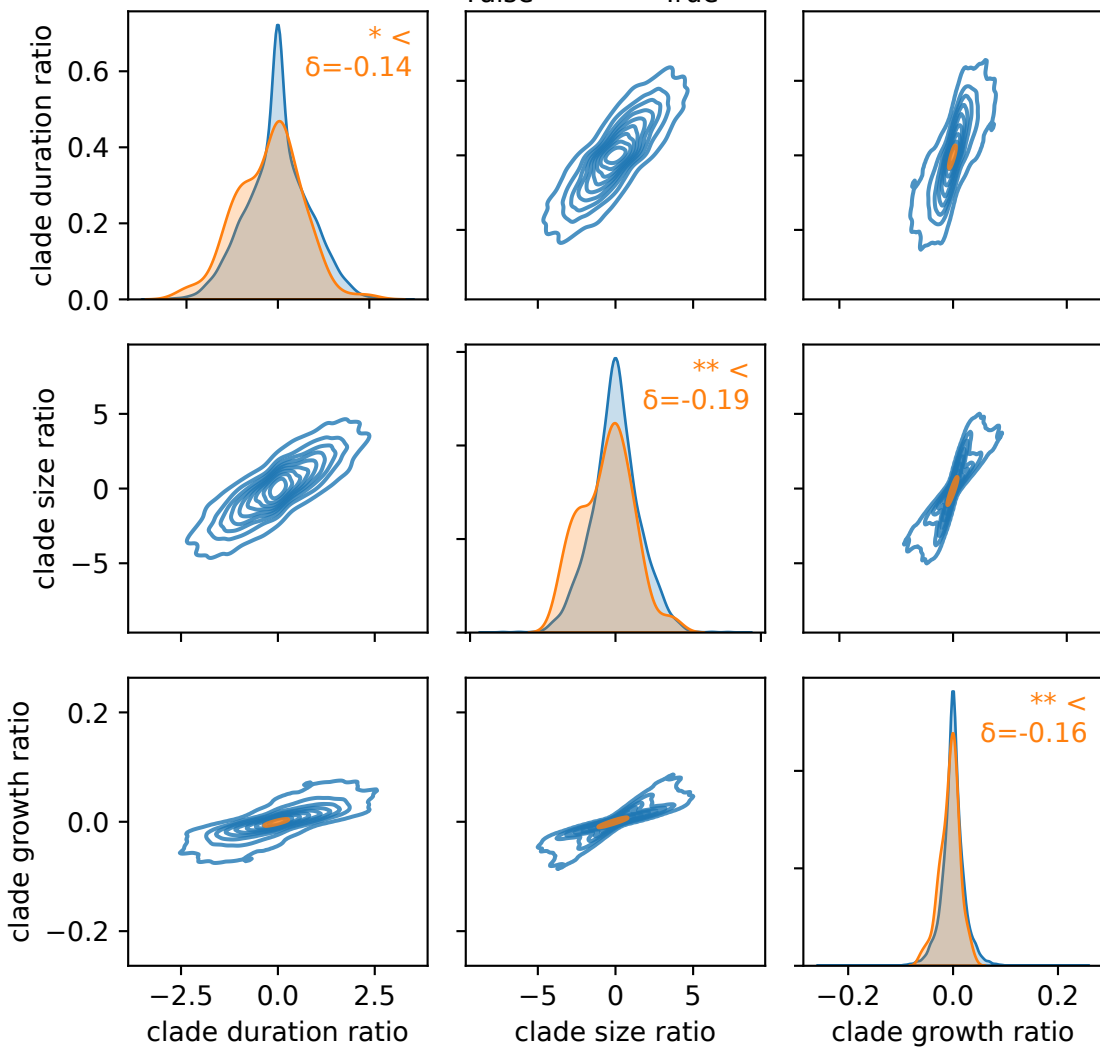 * <
δ=-0.14
clade duration ratio
0.6
0.4
0.2
0.0
** <
δ=-0.19
clade size ratio
5
0
−5
** <
δ=-0.16
clade growth ratio
0.2
0.0
−0.2
−2.5 0.0 2.5 −5 0 5 −0.2 0.0 0.2
clade duration ratio clade size ratio clade growth ratio